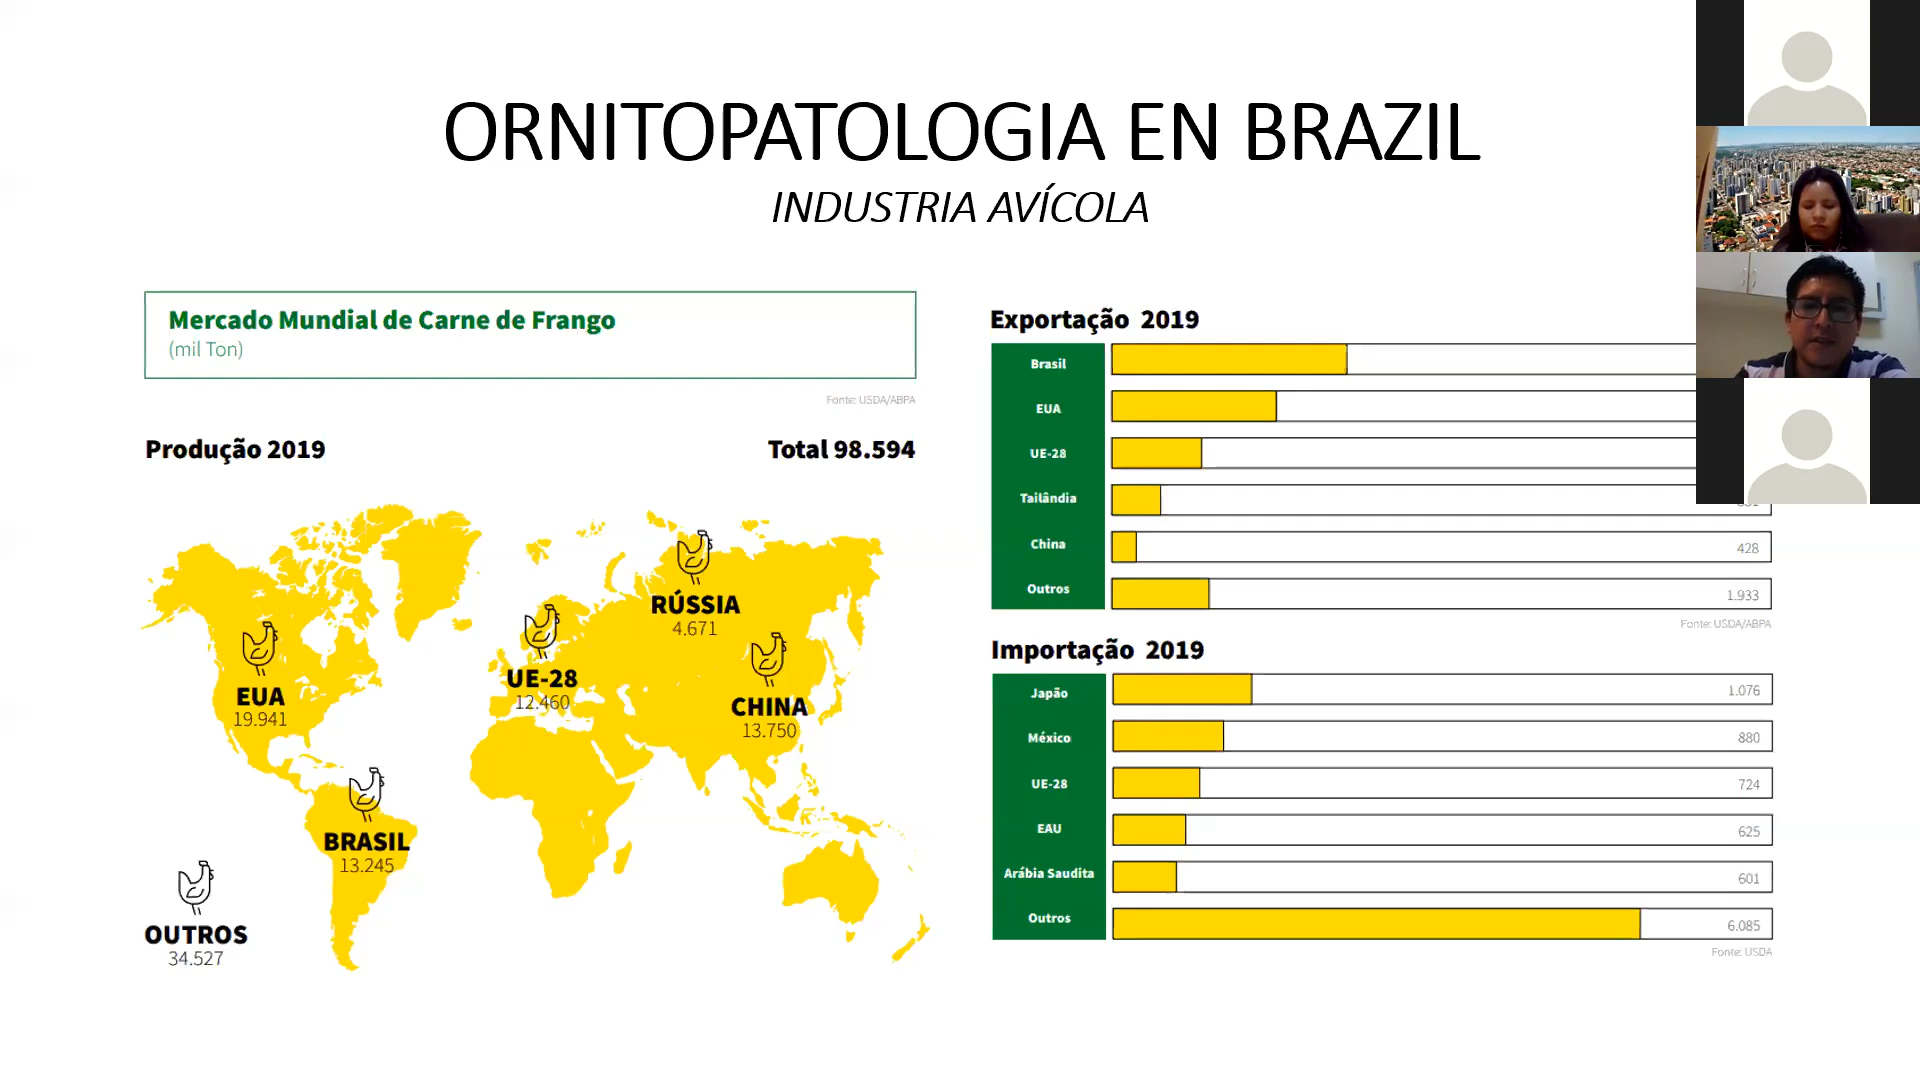 ORNITOPATOLOGIA EN BRAZIL
INDUSTRIA AVÍCOLA
Mercado Mundial de Carne de Frango
(mil Ton)
Fonte: USDA/ABPA
Produção 2019
Total 98.594
RÚSSIA
4.671
EUA
19.941
UE-28
12.460
CHINA
13.750
BRASIL
13.245
OUTROS
34.527
Exportação 2019
Brasil
EUA
UE-28
Tailândia
China
428
Outros
1.933
Fonte: USDA/ABPA
Importação 2019
Japão
1.076
México
880
UE-28
724
EAU
625
Arábia Saudita
601
Outros
6.085
Fonte: USDA